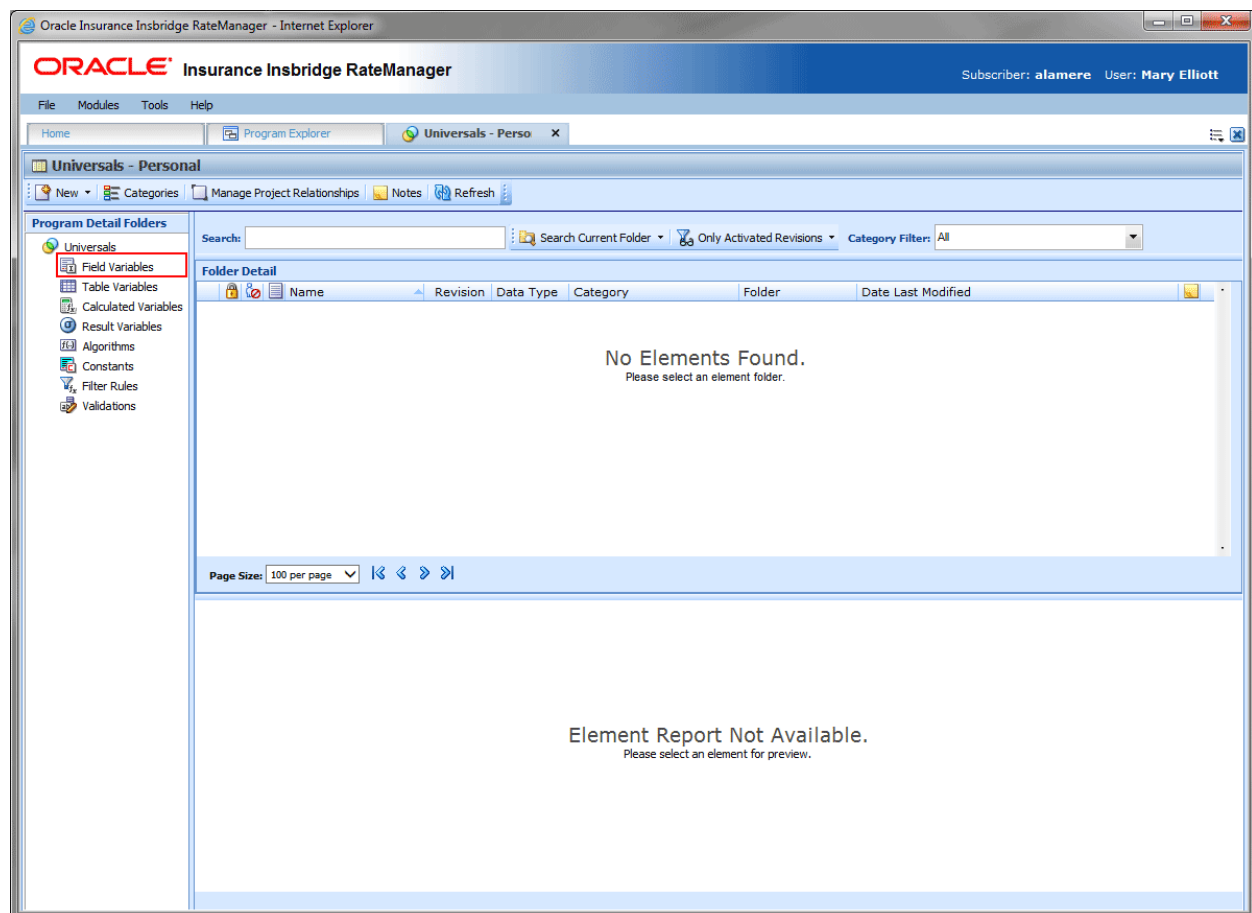 Oracle Insurance Insbridge RateManager - Internet Explorer
ORACLE Insurance Insbridge RateManager
Subscriber: alamere User: Mary Elliott
File Modules Tools Help
Home Program Explorer Universals - Perso
Universals - Personal
New Categories Manage Project Relationships Notes Refresh
Program Detail Folders
Universals
Field Variables
Table Variables
Calculated Variables
Result Variables
Algorithms
Constants
Filter Rules
Validations
Search: Search Current Folder Only Activated Revisions Category Filter: All
Folder Detail
Name Revision Data Type Category Folder Date Last Modified
No Elements Found.
Please select an element folder.
Page Size: 100 per page
Element Report Not Available.
Please select an element for preview.